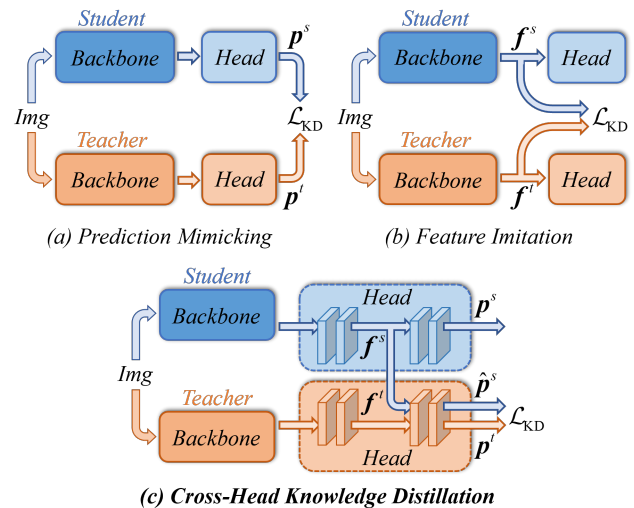 Student
Backbone
Head
p^s
Img
L_KD
Teacher
Backbone
Head
p^t
(a) Prediction Mimicking
Student
Backbone
f^s
Head
Img
L_KD
Teacher
Backbone
f^t
Head
(b) Feature Imitation
Student
Backbone
Head
f^s
p^s
Img
Teacher
Backbone
f^t
Head
p̂^s
L_KD
p^t
(c) Cross-Head Knowledge Distillation